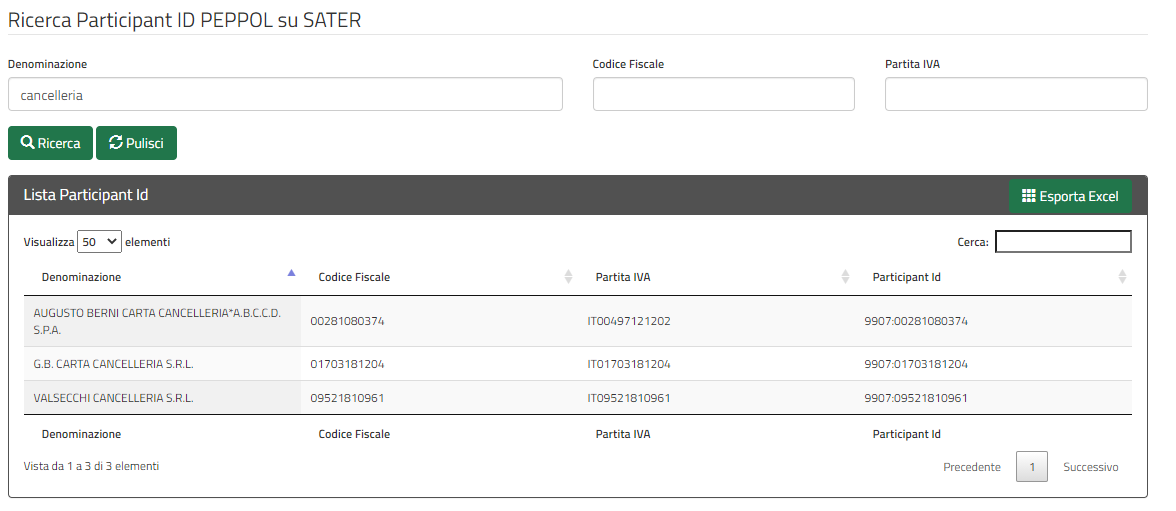 Ricerca Participant ID PEPPOL su SATER
Denominazione Codice Fiscale Partita IVA
cancelleria
Ricerca Pulisci
Lista Participant Id Esporta Excel
Visualizza 50 elementi Cerca:
Denominazione Codice Fiscale Partita IVA Participant Id
AUGUSTO BERNI CARTA CANCELLERIA*A.B.C.C.D.
S.P.A. 00281080374 IT00497121202 9907:00281080374
G.B. CARTA CANCELLERIA S.R.L. 01703181204 IT01703181204 9907:01703181204
VALSECCHI CANCELLERIA S.R.L. 09521810961 IT09521810961 9907:09521810961
Denominazione Codice Fiscale Partita IVA Participant Id
Vista da 1 a 3 di 3 elementi Precedente 1 Successivo